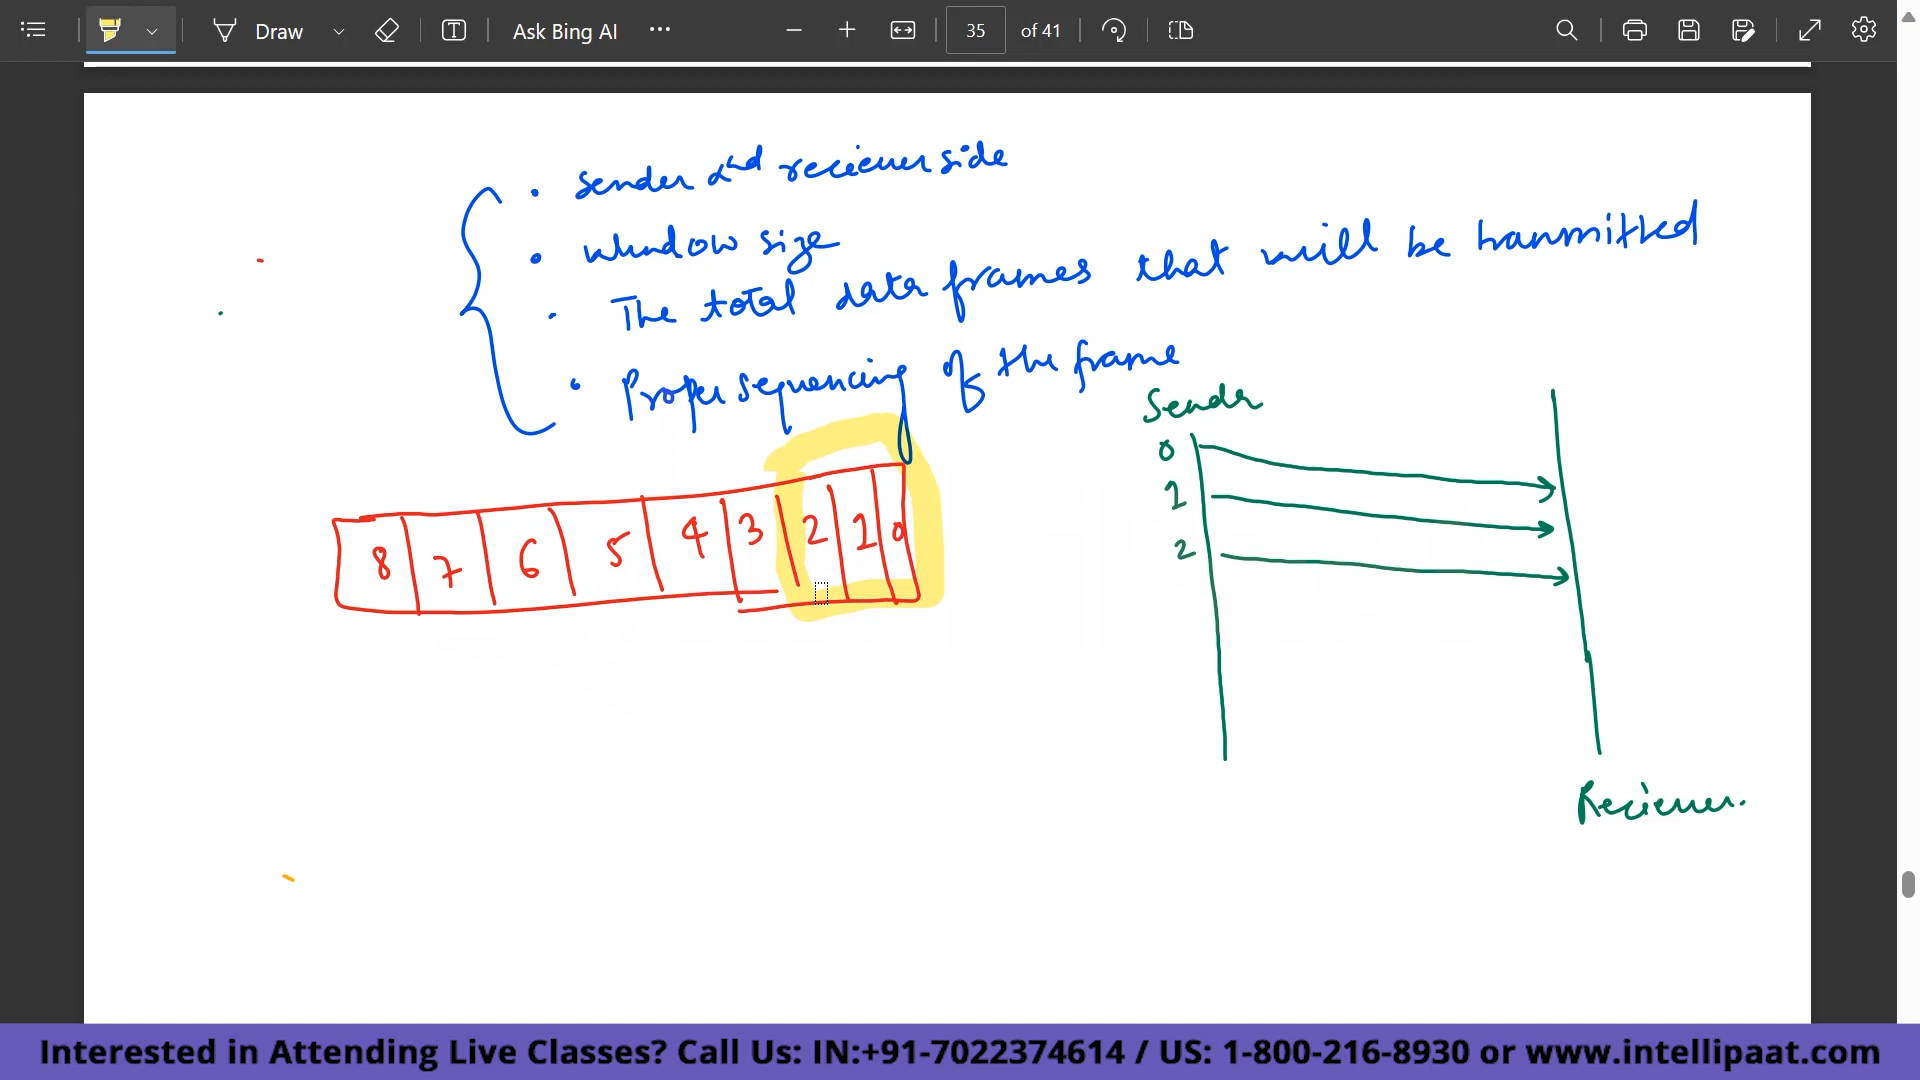 Draw
Ask Bing AI
35 of 41
• sender and reciever side
• window size
• The total data frames that will be tranmitted
• Proper sequencing of the frame
Sender
0
1
2
8 7 6 5 4 3 2 1 0
Reciever.
Interested in Attending Live Classes? Call Us: IN:+91-7022374614 / US: 1-800-216-8930 or www.intellipaat.com